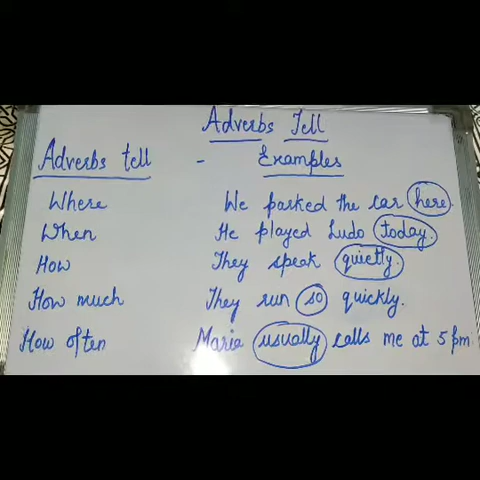 Adverbs Tell
Adverbs tell - Examples
Where We parked the car here.
When He played Ludo today.
How They speak quietly.
How much They run so quickly.
How often Maria usually calls me at 5 pm.